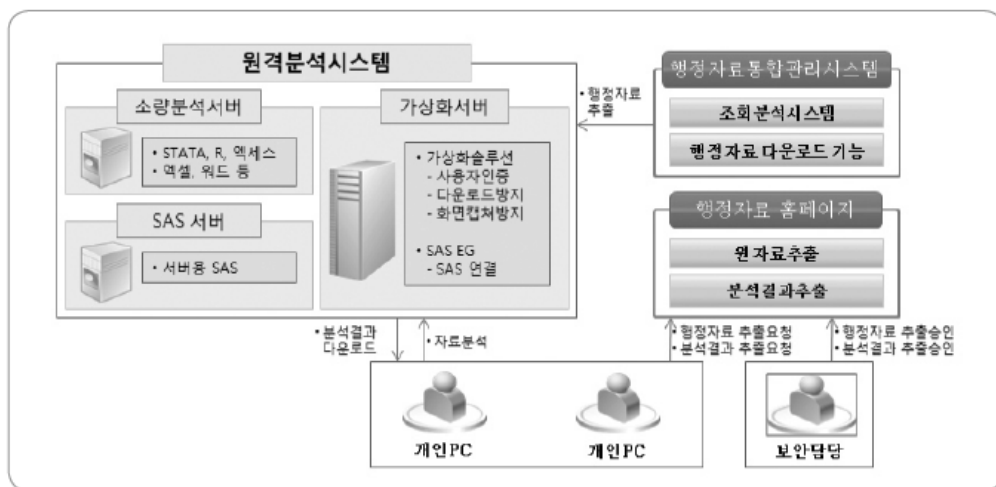 원격분석시스템
소량분석서버
• STATA, R, 엑세스
• 엑셀, 워드 등
SAS 서버
• 서버용 SAS
가상화서버
• 가상화솔루션
- 사용자인증
- 다운로드방지
- 화면캡쳐방지
• SAS EG
- SAS 연결
• 행정자료
추출
행정자료통합관리시스템
조회분석시스템
행정자료 다운로드 기능
행정자료 홈페이지
원자료추출
분석결과추출
• 분석결과
다운로드
• 자료분석
• 행정자료 추출요청
• 분석결과 추출요청
• 행정자료 추출승인
• 분석결과 추출승인
개인PC
개인PC
보안담당